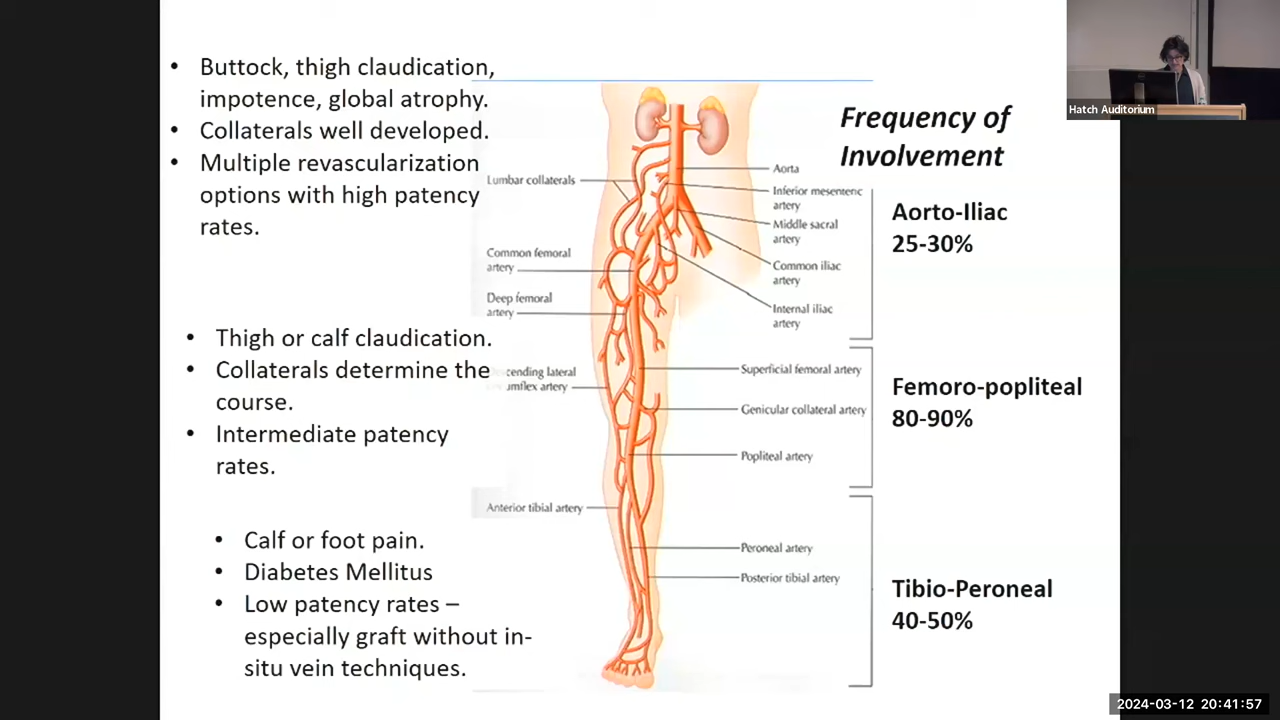 • Buttock, thigh claudication,
impotence, global atrophy.
• Collaterals well developed.
• Multiple revascularization
options with high patency
rates.
• Thigh or calf claudication.
• Collaterals determine the
course.
• Intermediate patency
rates.
• Calf or foot pain.
• Diabetes Mellitus
• Low patency rates –
especially graft without in-
situ vein techniques.
Lumbar collaterals
Common femoral
artery
Deep femoral
artery
lateral
artery
Anterior tibial artery
Aorta
Inferior mesenteric
artery
Middle sacral
artery
Common iliac
artery
Internal iliac
artery
Superficial femoral artery
Genicular collateral artery
Popliteal artery
Peroneal artery
Posterior tibial artery
Frequency of
Involvement
Aorto-Iliac
25-30%
Femoro-popliteal
80-90%
Tibio-Peroneal
40-50%
Hatch Auditorium
2024-03-12 20:41:57